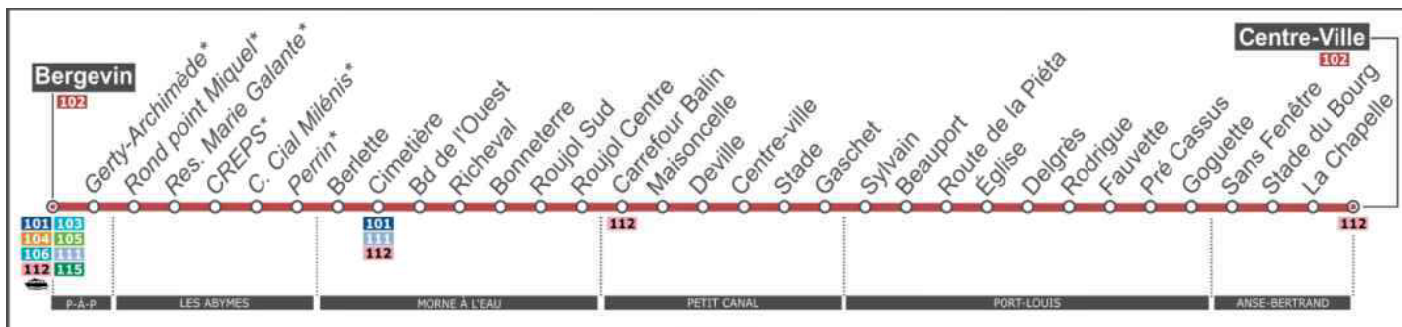 Bergevin
102
Gerty-Archimède*
Rond point Miquel*
Res. Marie Galante*
CREPS*
C. Cial Milénis*
Perrin*
Berlette
Cimetière
Bd de l'Ouest
Richeval
Bonneterre
Roujol Sud
Roujol Centre
Carrefour Balin
Maisoncelle
Deville
Centre-ville
Stade
Gaschet
Sylvain
Beauport
Route de la Piéta
Église
Delgrès
Rodrigue
Fauvette
Pré Cassus
Goguette
Sans Fenêtre
Stade du Bourg
La Chapelle
Centre-Ville
102
101 103
104 105
106 111
112 115
101
111
112
112
112
P-À-P
LES ABYMES
MORNE À L'EAU
PETIT CANAL
PORT-LOUIS
ANSE-BERTRAND